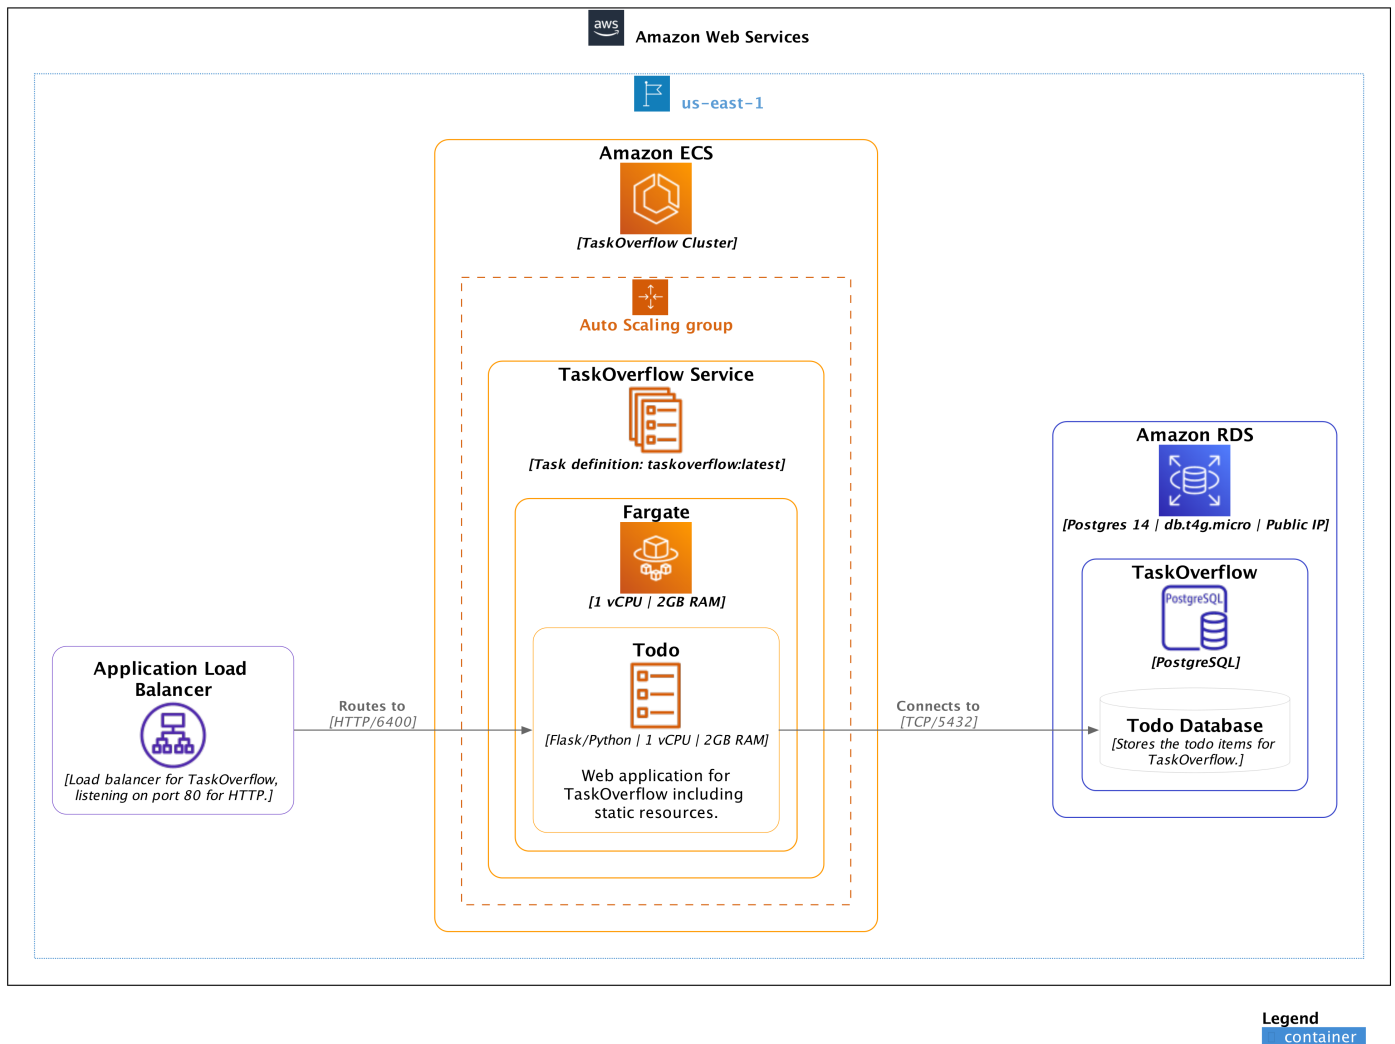 aws
Amazon Web Services
us-east-1
Amazon ECS
[TaskOverflow Cluster]
Auto Scaling group
TaskOverflow Service
[Task definition: taskoverflow:latest]
Fargate
[1 vCPU | 2GB RAM]
Todo
[Flask/Python | 1 vCPU | 2GB RAM]
Web application for
TaskOverflow including
static resources.
Application Load
Balancer
[Load balancer for TaskOverflow,
listening on port 80 for HTTP.]
Routes to
[HTTP/6400]
Connects to
[TCP/5432]
Amazon RDS
[Postgres 14 | db.t4g.micro | Public IP]
TaskOverflow
PostgreSQL
[PostgreSQL]
Todo Database
[Stores the todo items for
TaskOverflow.]
Legend
container